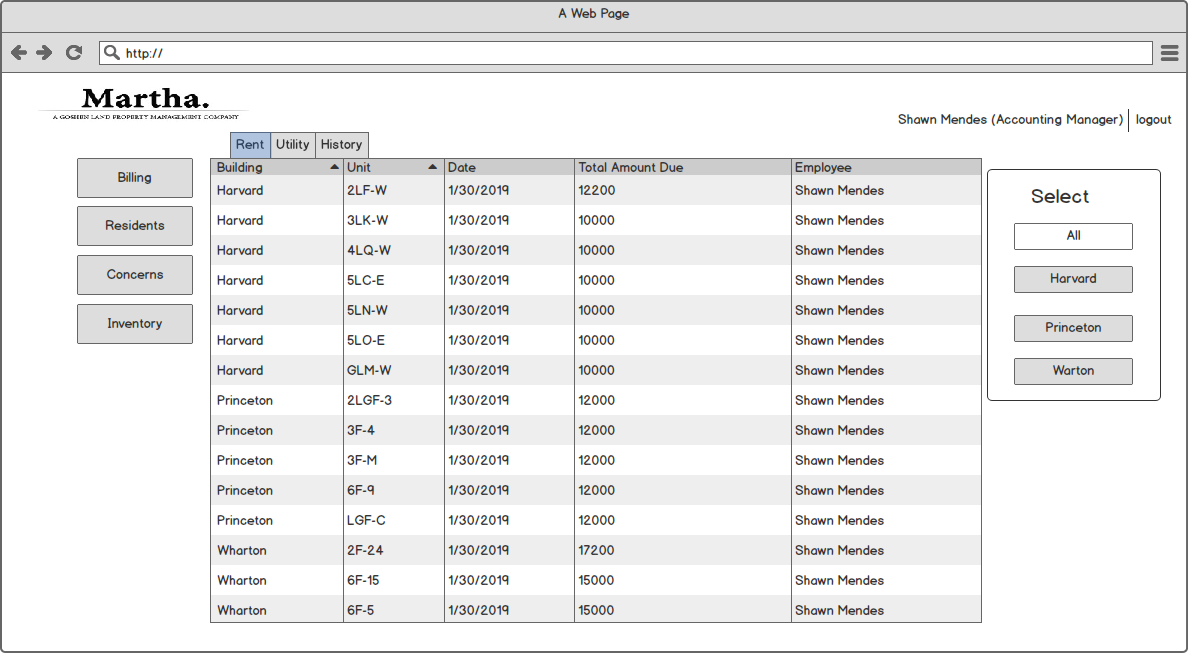 A Web Page
http://
Martha.
A GOSHEN LAND PROPERTY MANAGEMENT COMPANY
Shawn Mendes (Accounting Manager) logout
Rent Utility History
Billing
Residents
Concerns
Inventory
Building Unit Date Total Amount Due Employee
Harvard 2LF-W 1/30/2019 12200 Shawn Mendes
Harvard 3LK-W 1/30/2019 10000 Shawn Mendes
Harvard 4LQ-W 1/30/2019 10000 Shawn Mendes
Harvard 5LC-E 1/30/2019 10000 Shawn Mendes
Harvard 5LN-W 1/30/2019 10000 Shawn Mendes
Harvard 5LO-E 1/30/2019 10000 Shawn Mendes
Harvard GLM-W 1/30/2019 10000 Shawn Mendes
Princeton 2LGF-3 1/30/2019 12000 Shawn Mendes
Princeton 3F-4 1/30/2019 12000 Shawn Mendes
Princeton 3F-M 1/30/2019 12000 Shawn Mendes
Princeton 6F-9 1/30/2019 12000 Shawn Mendes
Princeton LGF-C 1/30/2019 12000 Shawn Mendes
Wharton 2F-24 1/30/2019 17200 Shawn Mendes
Wharton 6F-15 1/30/2019 15000 Shawn Mendes
Wharton 6F-5 1/30/2019 15000 Shawn Mendes
Select
All
Harvard
Princeton
Warton